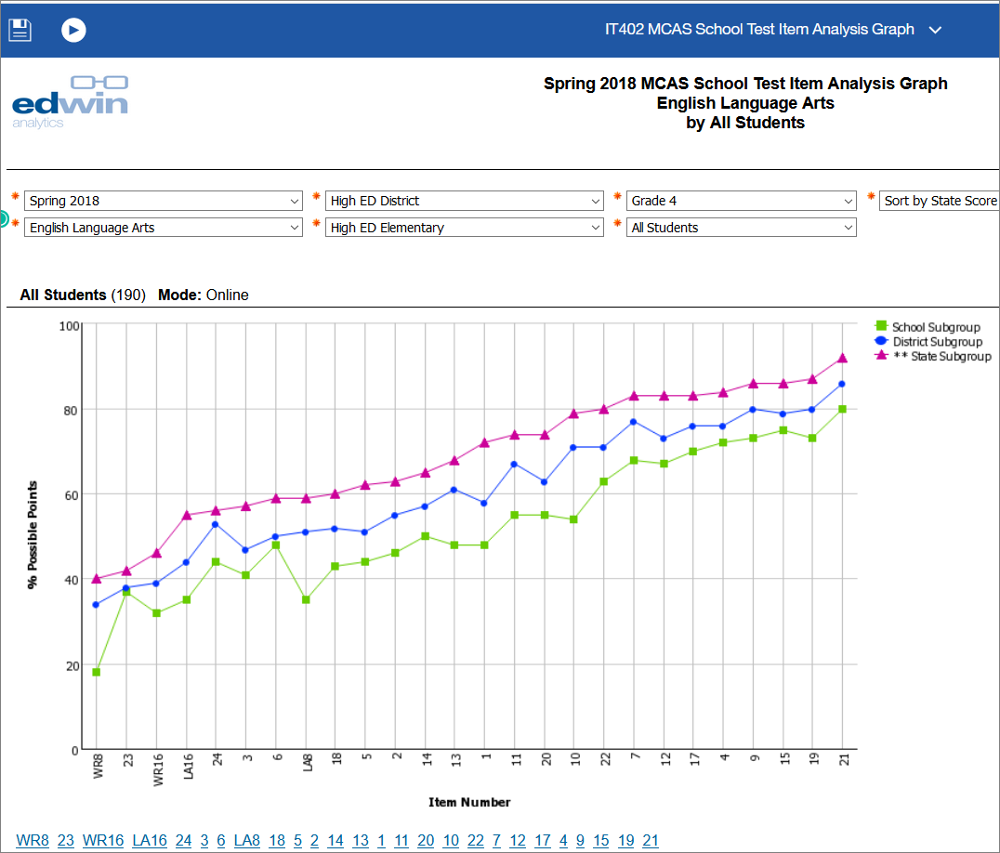 IT402 MCAS School Test Item Analysis Graph
edwin
analytics
Spring 2018 MCAS School Test Item Analysis Graph
English Language Arts
by All Students
* Spring 2018 * High ED District * Grade 4 * Sort by State Score
* English Language Arts * High ED Elementary * All Students
All Students (190) Mode: Online
School Subgroup
District Subgroup
** State Subgroup
% Possible Points
100
80
60
40
20
0
WR8 23 WR16 LA16 24 3 6 LA8 18 5 2 14 13 1 11 20 10 22 7 12 17 4 9 15 19 21
Item Number
WR8 23 WR16 LA16 24 3 6 LA8 18 5 2 14 13 1 11 20 10 22 7 12 17 4 9 15 19 21